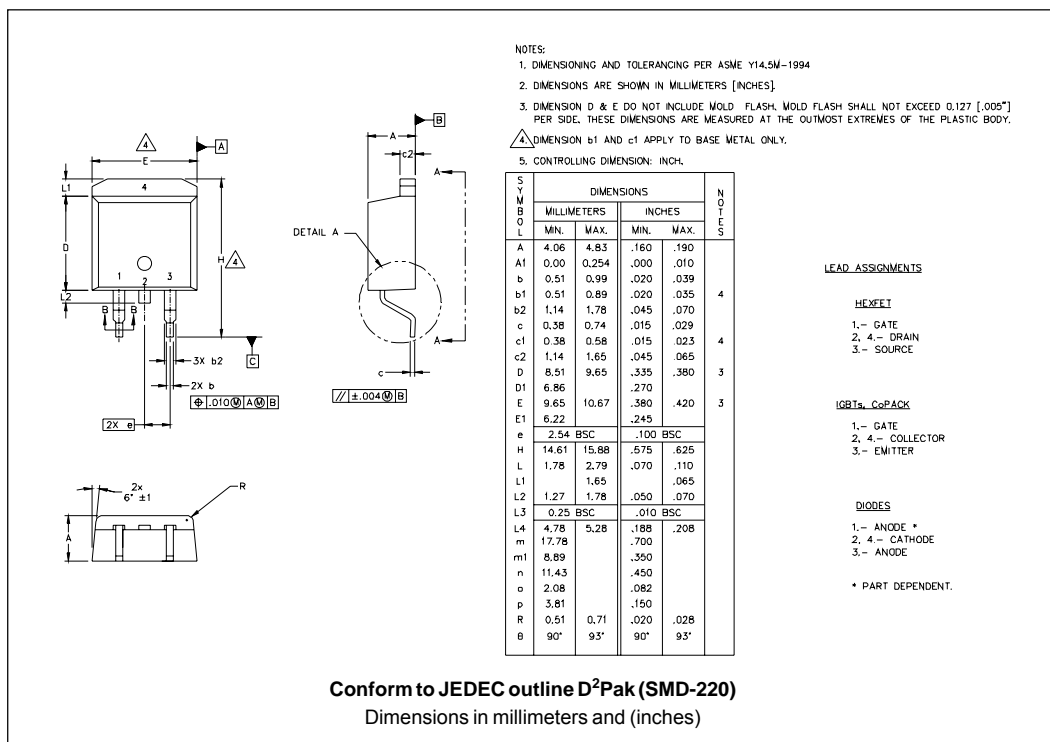 NOTES:
1. DIMENSIONING AND TOLERANCING PER ASME Y14.5M-1994
2. DIMENSIONS ARE SHOWN IN MILLIMETERS [INCHES].
3. DIMENSION D & E DO NOT INCLUDE MOLD FLASH. MOLD FLASH SHALL NOT EXCEED 0.127 [.005"]
PER SIDE. THESE DIMENSIONS ARE MEASURED AT THE OUTMOST EXTREMES OF THE PLASTIC BODY.
4. DIMENSION b1 AND c1 APPLY TO BASE METAL ONLY.
5. CONTROLLING DIMENSION: INCH.
4
E
A
L1
4
D
H 4
1 2 3
L2
B B
C
3X b2
2X b
⌖ .010Ⓜ AⓂ B
2X e
A
B
c2
A
DETAIL A
A
c
// ±.004Ⓜ B
2x
6° ±1
R
A
SYMBOL DIMENSIONS NOTES
MILLIMETERS INCHES
MIN. MAX. MIN. MAX.
A 4.06 4.83 .160 .190
A1 0.00 0.254 .000 .010
b 0.51 0.99 .020 .039
b1 0.51 0.89 .020 .035 4
b2 1.14 1.78 .045 .070
c 0.38 0.74 .015 .029
c1 0.38 0.58 .015 .023 4
c2 1.14 1.65 .045 .065
D 8.51 9.65 .335 .380 3
D1 6.86 .270
E 9.65 10.67 .380 .420 3
E1 6.22 .245
e 2.54 BSC .100 BSC
H 14.61 15.88 .575 .625
L 1.78 2.79 .070 .110
L1 1.65 .065
L2 1.27 1.78 .050 .070
L3 0.25 BSC .010 BSC
L4 4.78 5.28 .188 .208
m 17.78 .700
m1 8.89 .350
n 11.43 .450
o 2.08 .082
p 3.81 .150
R 0.51 0.71 .020 .028
θ 90° 93° 90° 93°
LEAD ASSIGNMENTS
HEXFET
1.- GATE
2, 4.- DRAIN
3.- SOURCE
IGBTs, CoPACK
1.- GATE
2, 4.- COLLECTOR
3.- EMITTER
DIODES
1.- ANODE *
2, 4.- CATHODE
3.- ANODE
* PART DEPENDENT.
Conform to JEDEC outline D²Pak (SMD-220)
Dimensions in millimeters and (inches)